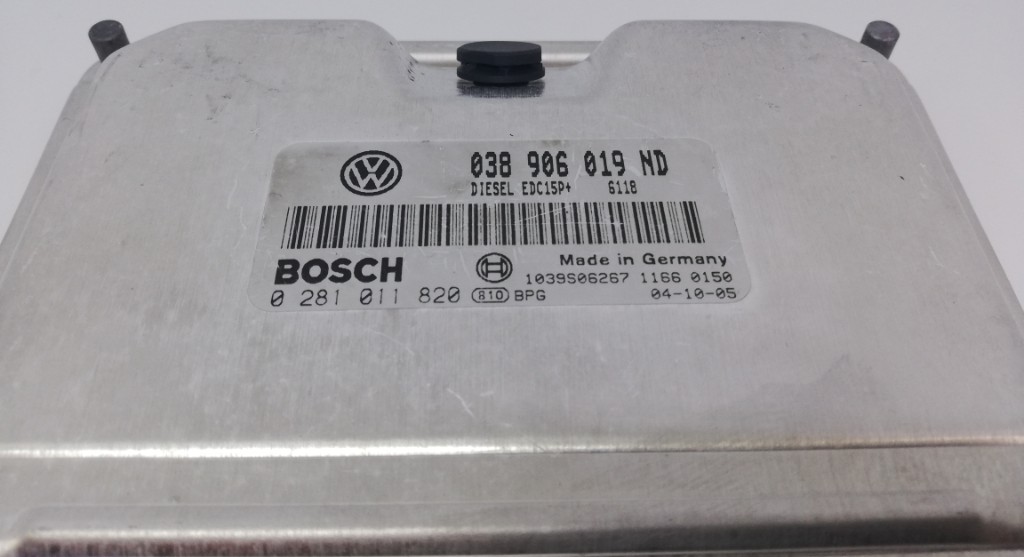 038 906 019 ND
DIESEL EDC15P+ 6118
BOSCH
Made in Germany
1039S06267 1166 0150
0 281 011 820 810 BPG 04-10-05